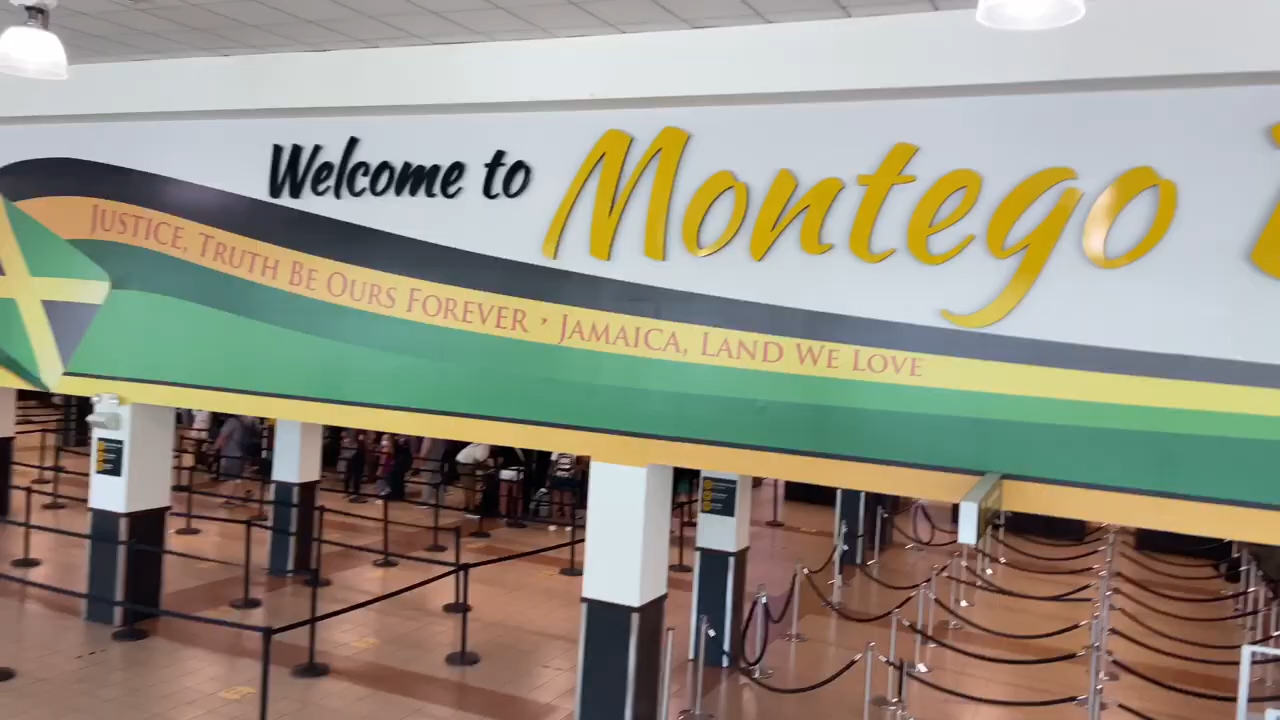 Welcome to Montego
JUSTICE, TRUTH BE OURS FOREVER • JAMAICA, LAND WE LOVE